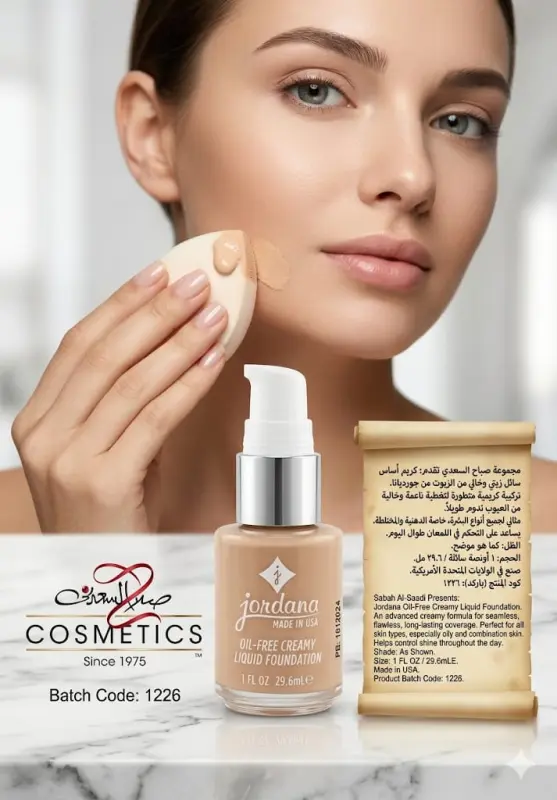 COSMETICS
TM
Since 1975
Batch Code: 1226
j
jordana
MADE IN USA
OIL-FREE CREAMY
LIQUID FOUNDATION
1 FL OZ 29.6mL℮
PB: 1612024
مجموعة صباح السعدي تقدم: كريم أساس
سائل زيتي وخالي من الزيوت من جوردانا.
تركيبة كريمية متطورة لتغطية ناعمة وخالية
من العيوب تدوم طويلاً.
مثالي لجميع أنواع البشرة، خاصة الدهنية والمختلطة.
يساعد على التحكم في اللمعان طوال اليوم.
الظل: كما هو موضح.
الحجم: ١ أونصة سائلة / ٢٩.٦ مل.
صنع في الولايات المتحدة الأمريكية.
كود المنتج (باركد): ١٢٢٦
Sabah Al-Saadi Presents:
Jordana Oil-Free Creamy Liquid Foundation.
An advanced creamy formula for seamless,
flawless, long-lasting coverage. Perfect for all
skin types, especially oily and combination skin.
Helps control shine throughout the day.
Shade: As Shown.
Size: 1 FL OZ / 29.6mLE.
Made in USA.
Product Batch Code: 1226.